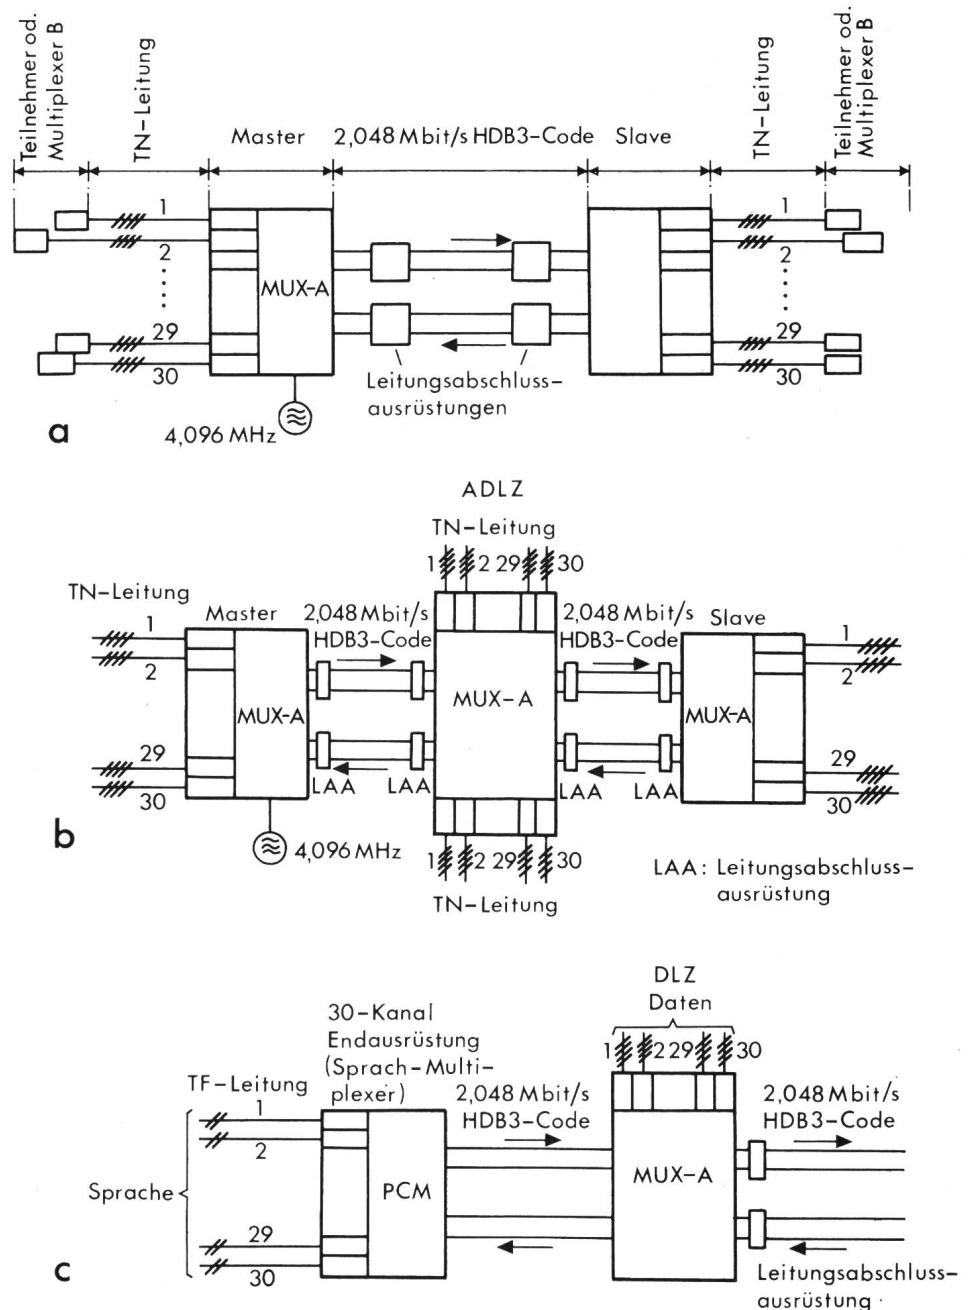 Teilnehmer od.
Multiplexer B
TN-Leitung
Master
2,048 Mbit/s HDB3-Code
Slave
TN-Leitung
Teilnehmer od.
Multiplexer B
1
2
29
30
MUX-A
1
2
29
30
Leitungsabschluss-
ausrüstungen
4,096 MHz
a
ADLZ
TN-Leitung
1 2 29 30
TN-Leitung
Master
2,048 Mbit/s
HDB3-Code
2,048 Mbit/s
HDB3-Code
Slave
1
2
29
30
MUX-A
MUX-A
MUX-A
1
2
29
30
LAA
LAA
LAA
LAA
4,096 MHz
1 2 29 30
TN-Leitung
LAA: Leitungsabschluss-
ausrüstung
b
DLZ
Daten
1 2 29 30
30-Kanal
Endausrüstung
(Sprach-Multi-
plexer)
TF-Leitung
2,048 Mbit/s
HDB3-Code
2,048 Mbit/s
HDB3-Code
Sprache
1
2
29
30
PCM
MUX-A
Leitungsabschluss-
ausrüstung
c